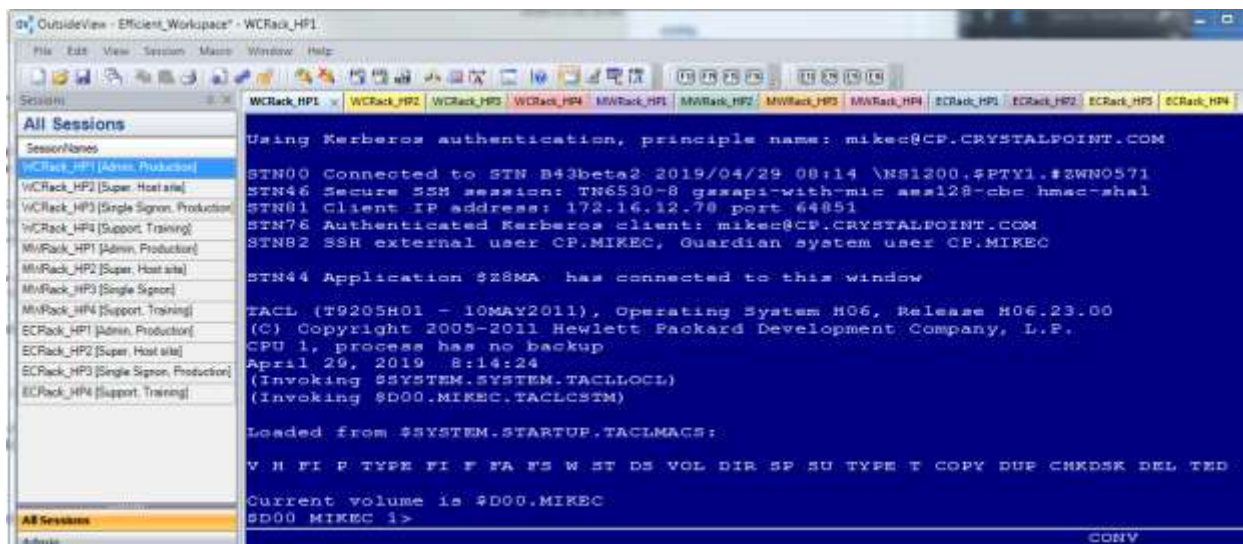 OutsideView - Efficient_Workspace* - WCRack_HP1
File Edit View Session Macro Window Help
Sessions
WCRack_HP1 WCRack_HP2 WCRack_HP3 WCRack_HP4 MWRack_HP1 MWRack_HP2 MWRack_HP3 MWRack_HP4 ECRack_HP1 ECRack_HP2 ECRack_HP3 ECRack_HP4
All Sessions
SessionNames
WCRack_HP1 [Admin, Production]
WCRack_HP2 [Super, Host site]
WCRack_HP3 [Single Signon, Production]
WCRack_HP4 [Support, Training]
MWRack_HP1 [Admin, Production]
MWRack_HP2 [Super, Host site]
MWRack_HP3 [Single Signon]
MWRack_HP4 [Support, Training]
ECRack_HP1 [Admin, Production]
ECRack_HP2 [Super, Host site]
ECRack_HP3 [Single Signon, Production]
ECRack_HP4 [Support, Training]
All Sessions
Admin
Using Kerberos authentication, principle name: mikec@CP.CRYSTALPOINT.COM
STN00 Connected to STN B43beta2 2019/04/29 08:14 \NS1200.$PTY1.#ZWN0571
STN46 Secure SSH session: TN6530-8 gssapi-with-mic aes128-cbc hmac-sha1
STN81 Client IP address: 172.16.12.78 port 64851
STN76 Authenticated Kerberos client: mikec@CP.CRYSTALPOINT.COM
STN82 SSH external user CP.MIKEC, Guardian system user CP.MIKEC
STN44 Application $Z8MA has connected to this window
TACL (T9205H01 - 10MAY2011), Operating System H06, Release H06.23.00
(C) Copyright 2005-2011 Hewlett Packard Development Company, L.P.
CPU 1, process has no backup
April 29, 2019 8:14:24
(Invoking $SYSTEM.SYSTEM.TACLLOCL)
(Invoking $D00.MIKEC.TACLCSTM)
Loaded from $SYSTEM.STARTUP.TACLMACS:
V H FI P TYPE FI F FA FS W ST DS VOL DIR SP SU TYPE T COPY DUP CHKDSK DEL TED
Current volume is $D00.MIKEC
$D00 MIKEC 1>
CONV